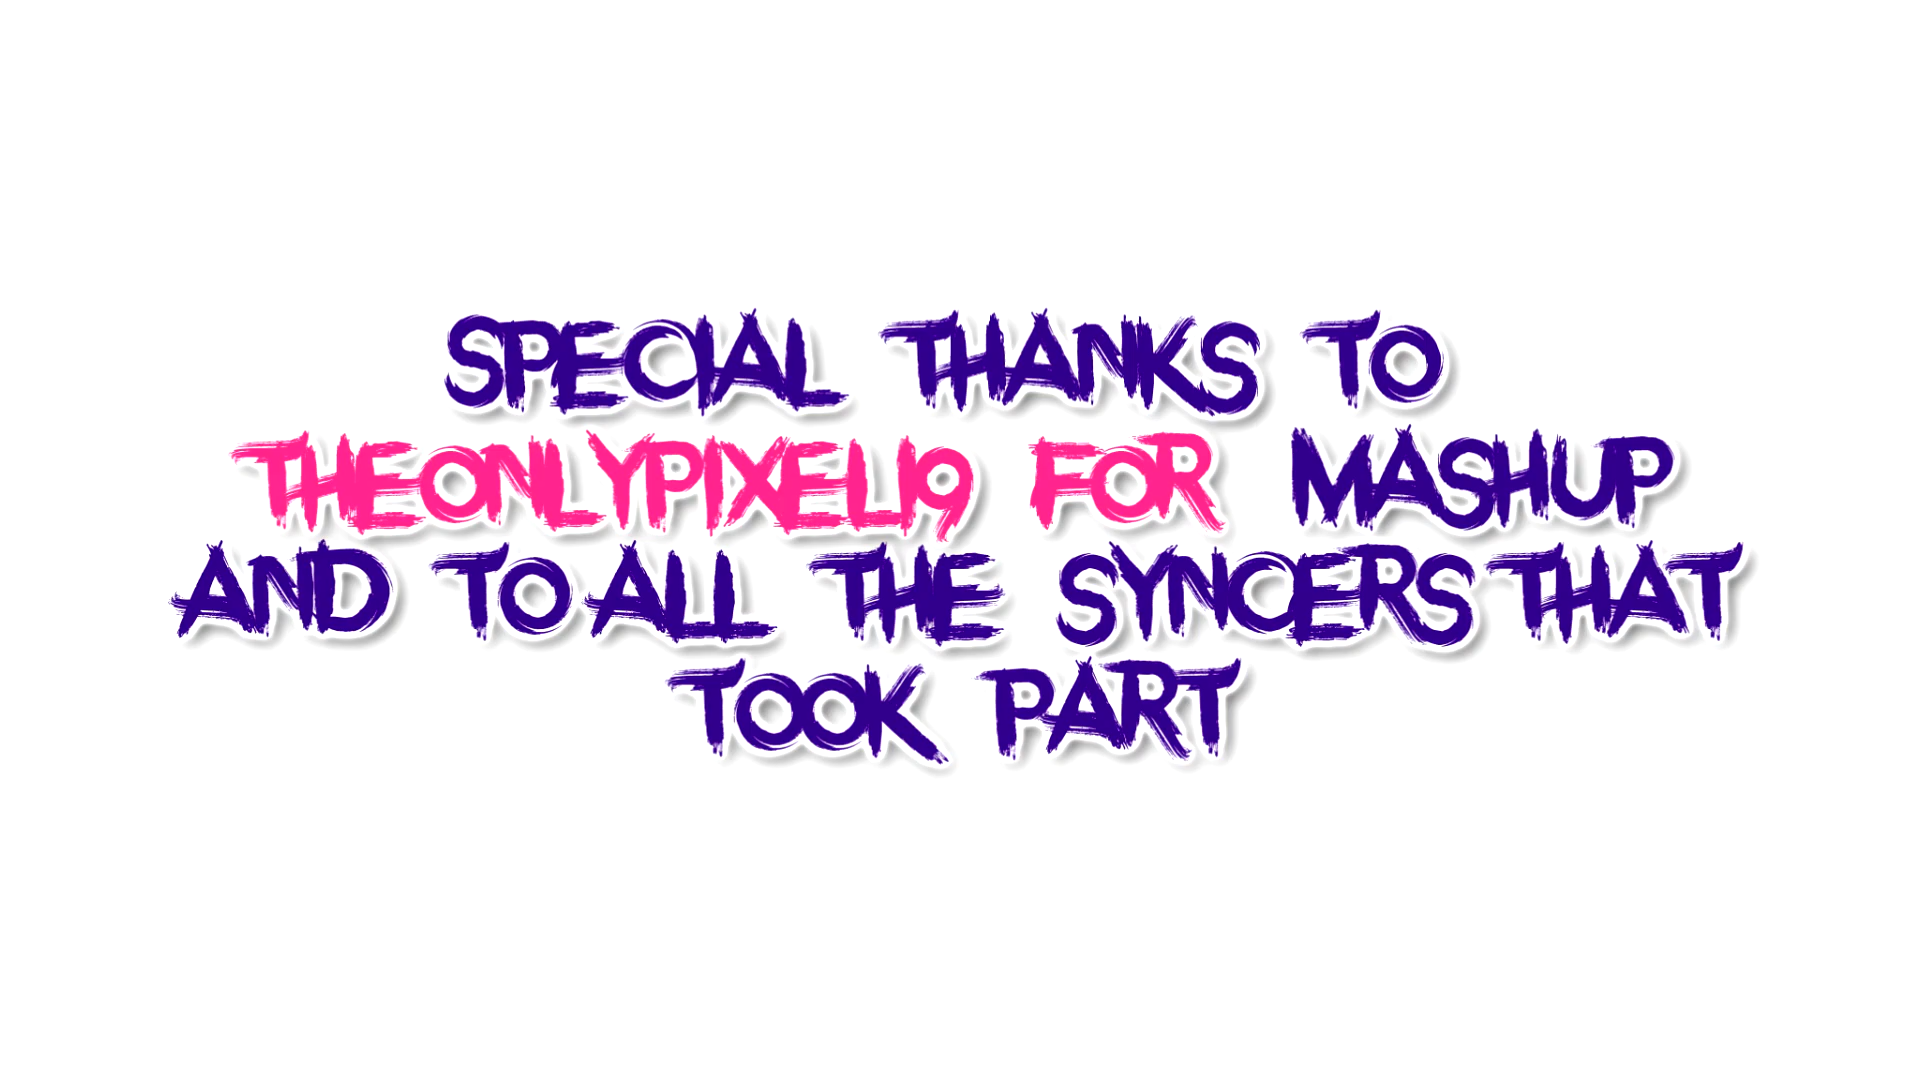 SPECIAL THANKS TO
THEONLYPIXEL19 FOR MASHUP
AND TO ALL THE SYNCERS THAT
TOOK PART